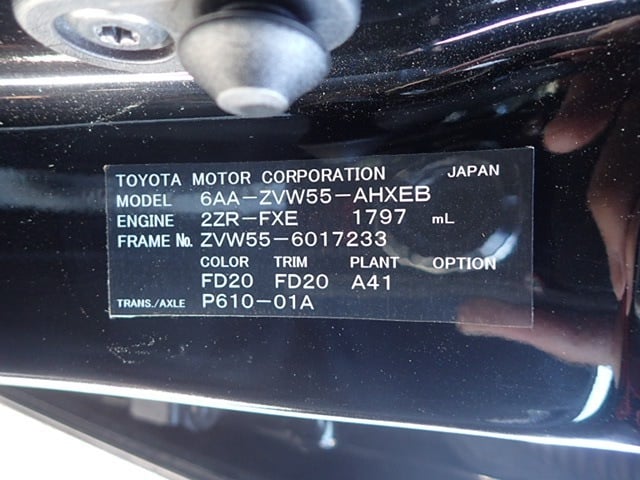 TOYOTA MOTOR CORPORATION JAPAN
MODEL 6AA-ZVW55-AHXEB
ENGINE 2ZR-FXE 1797 mL
FRAME No. ZVW55-6017233
COLOR TRIM PLANT OPTION
FD20 FD20 A41
TRANS./AXLE P610-01A